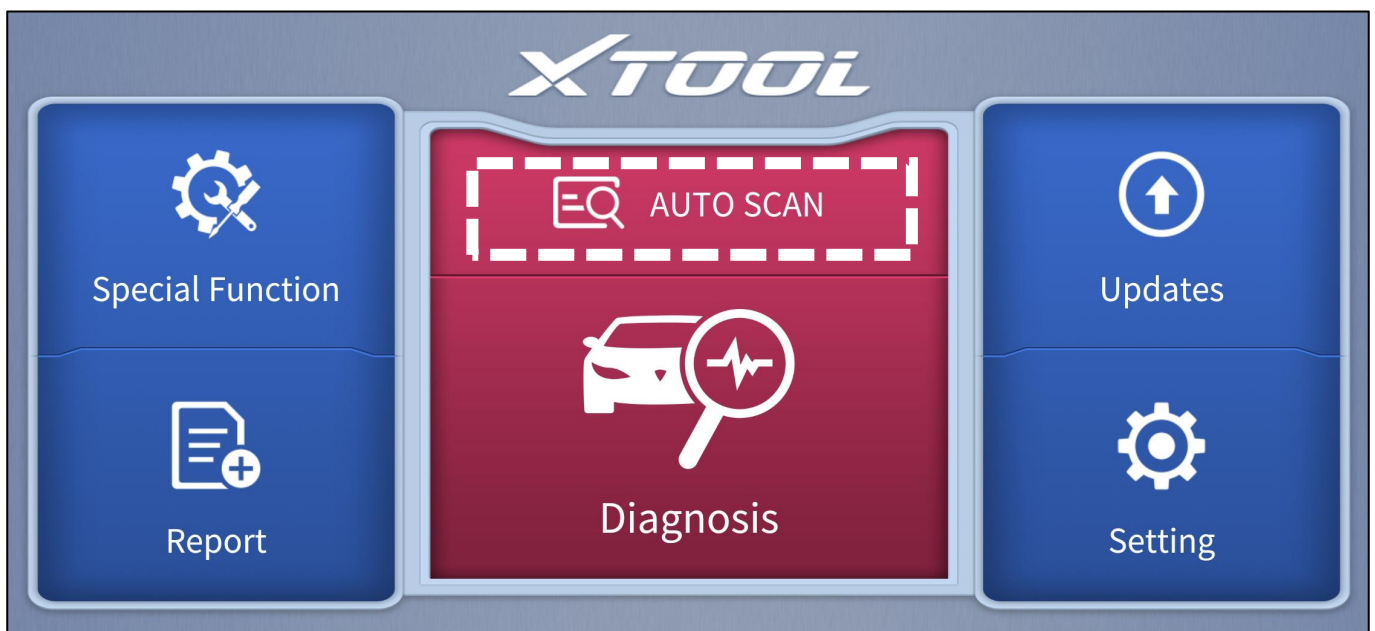 XTOOL
AUTO SCAN
Special Function
Updates
Diagnosis
Report
Setting